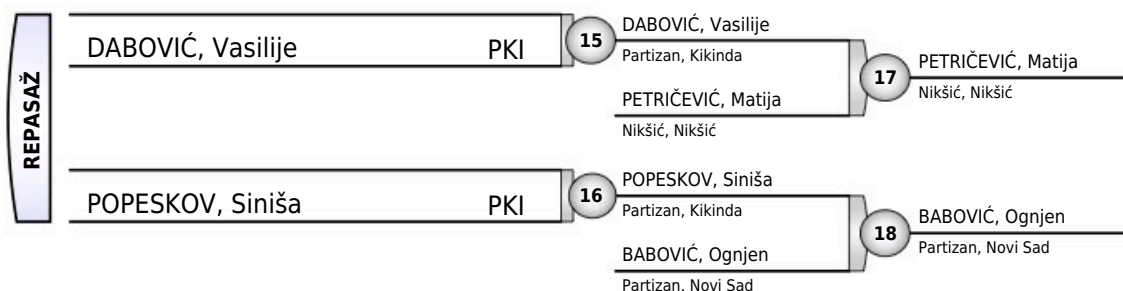 REPASAŽ
DABOVIĆ, Vasilije PKI
15
DABOVIĆ, Vasilije
Partizan, Kikinda
PETRIČEVIĆ, Matija
Nikšić, Nikšić
17
PETRIČEVIĆ, Matija
Nikšić, Nikšić
POPESKOV, Siniša PKI
16
POPESKOV, Siniša
Partizan, Kikinda
BABOVIĆ, Ognjen
Partizan, Novi Sad
18
BABOVIĆ, Ognjen
Partizan, Novi Sad